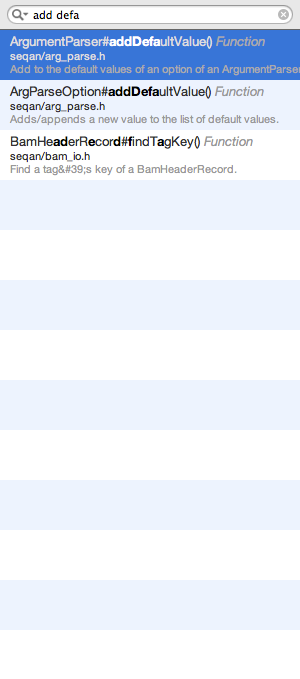 add defa
ArgumentParser#addDefaultValue() Function
seqan/arg_parse.h
Add to the default values of an option of an ArgumentParser
ArgParseOption#addDefaultValue() Function
seqan/arg_parse.h
Adds/appends a new value to the list of default values.
BamHeaderRecord#findTagKey() Function
seqan/bam_io.h
Find a tag&#39;s key of a BamHeaderRecord.